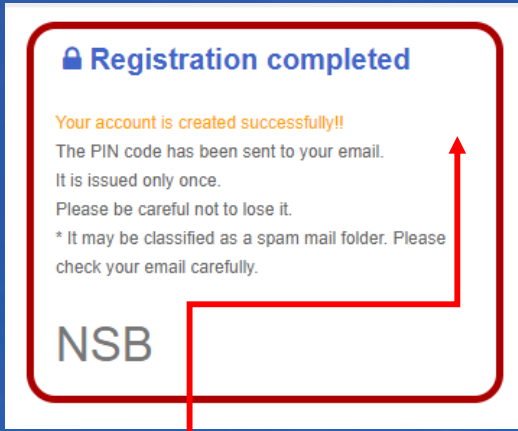 Registration completed
Your account is created successfully!!
The PIN code has been sent to your email.
It is issued only once.
Please be careful not to lose it.
* It may be classified as a spam mail folder. Please
check your email carefully.
NSB